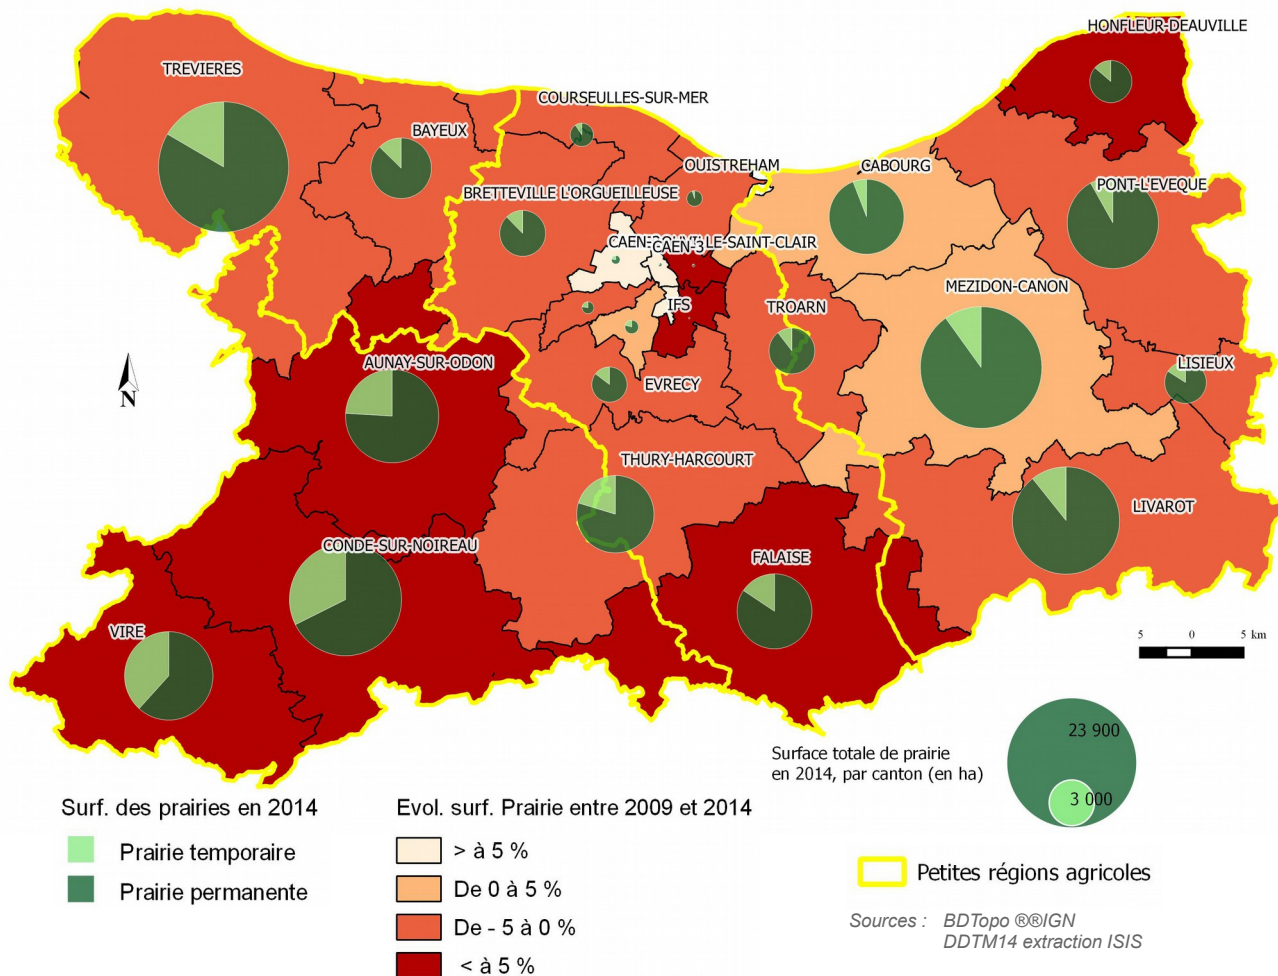 HONFLEUR-DEAUVILLE
TREVIERES
COURSEULLES-SUR-MER
BAYEUX
OUISTREHAM
CABOURG
PONT-L'EVEQUE
BRETTEVILLE L'ORGUEILLEUSE
CAEN-3
LE-SAINT-CLAIR
MEZIDON-CANON
IFS
TROARN
AUNAY-SUR-ODON
LISIEUX
EVRECY
THURY-HARCOURT
LIVAROT
CONDE-SUR-NOIREAU
FALAISE
VIRE
N
5 0 5 km
Surface totale de prairie
en 2014, par canton (en ha)
23 900
3 000
Surf. des prairies en 2014
Prairie temporaire
Prairie permanente
Evol. surf. Prairie entre 2009 et 2014
> à 5 %
De 0 à 5 %
De - 5 à 0 %
< à 5 %
Petites régions agricoles
Sources : BDTopo ®®IGN
DDTM14 extraction ISIS